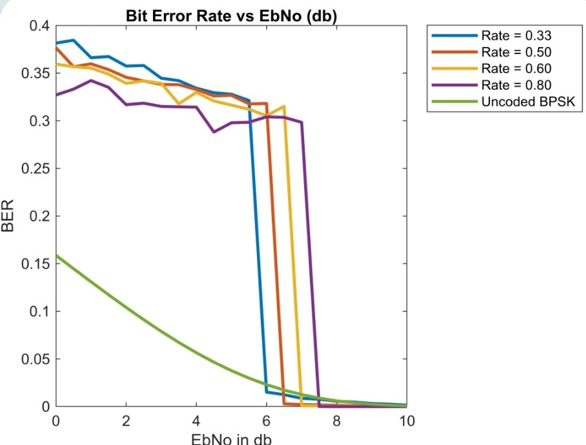 Bit Error Rate vs EbNo (db)
Rate = 0.33
Rate = 0.50
Rate = 0.60
Rate = 0.80
Uncoded BPSK
0.4
0.35
0.3
0.25
0.2
0.15
0.1
0.05
0
BER
0 2 4 6 8 10
EbNo in db